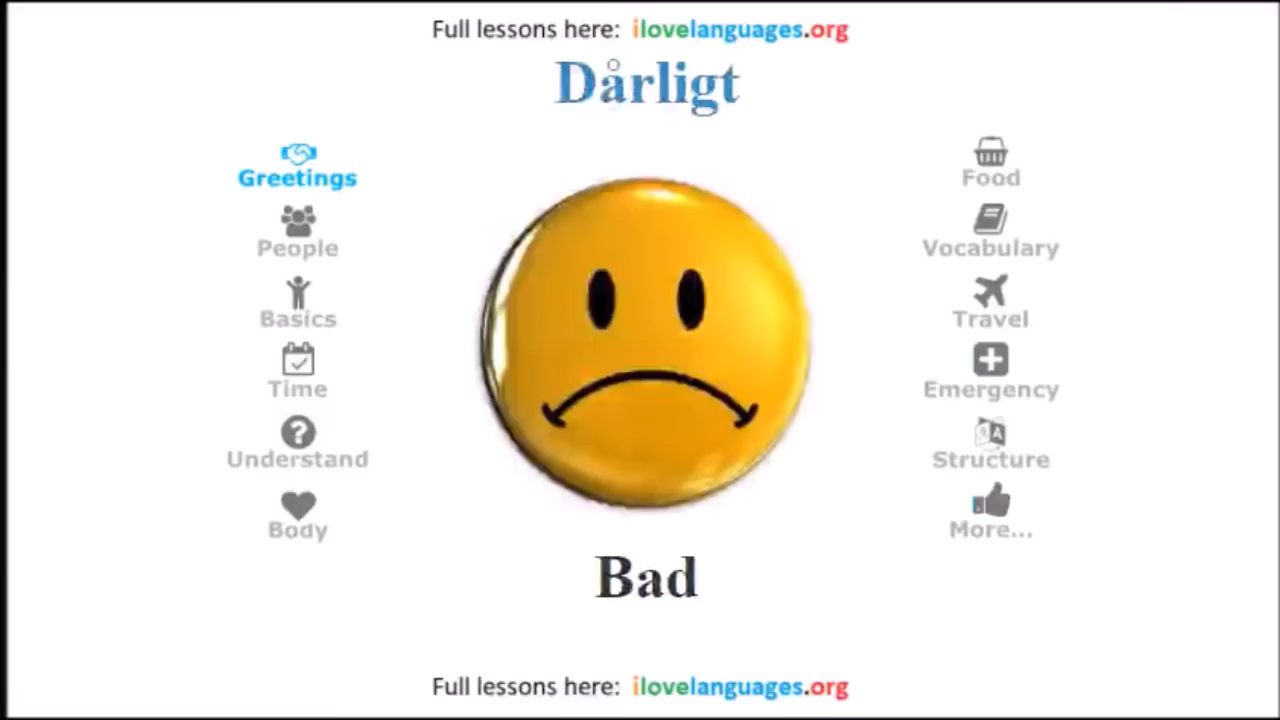 Full lessons here: ilovelanguages.org
Dårligt
Greetings
People
Basics
Time
Understand
Body
Food
Vocabulary
Travel
Emergency
Structure
More...
Bad
Full lessons here: ilovelanguages.org